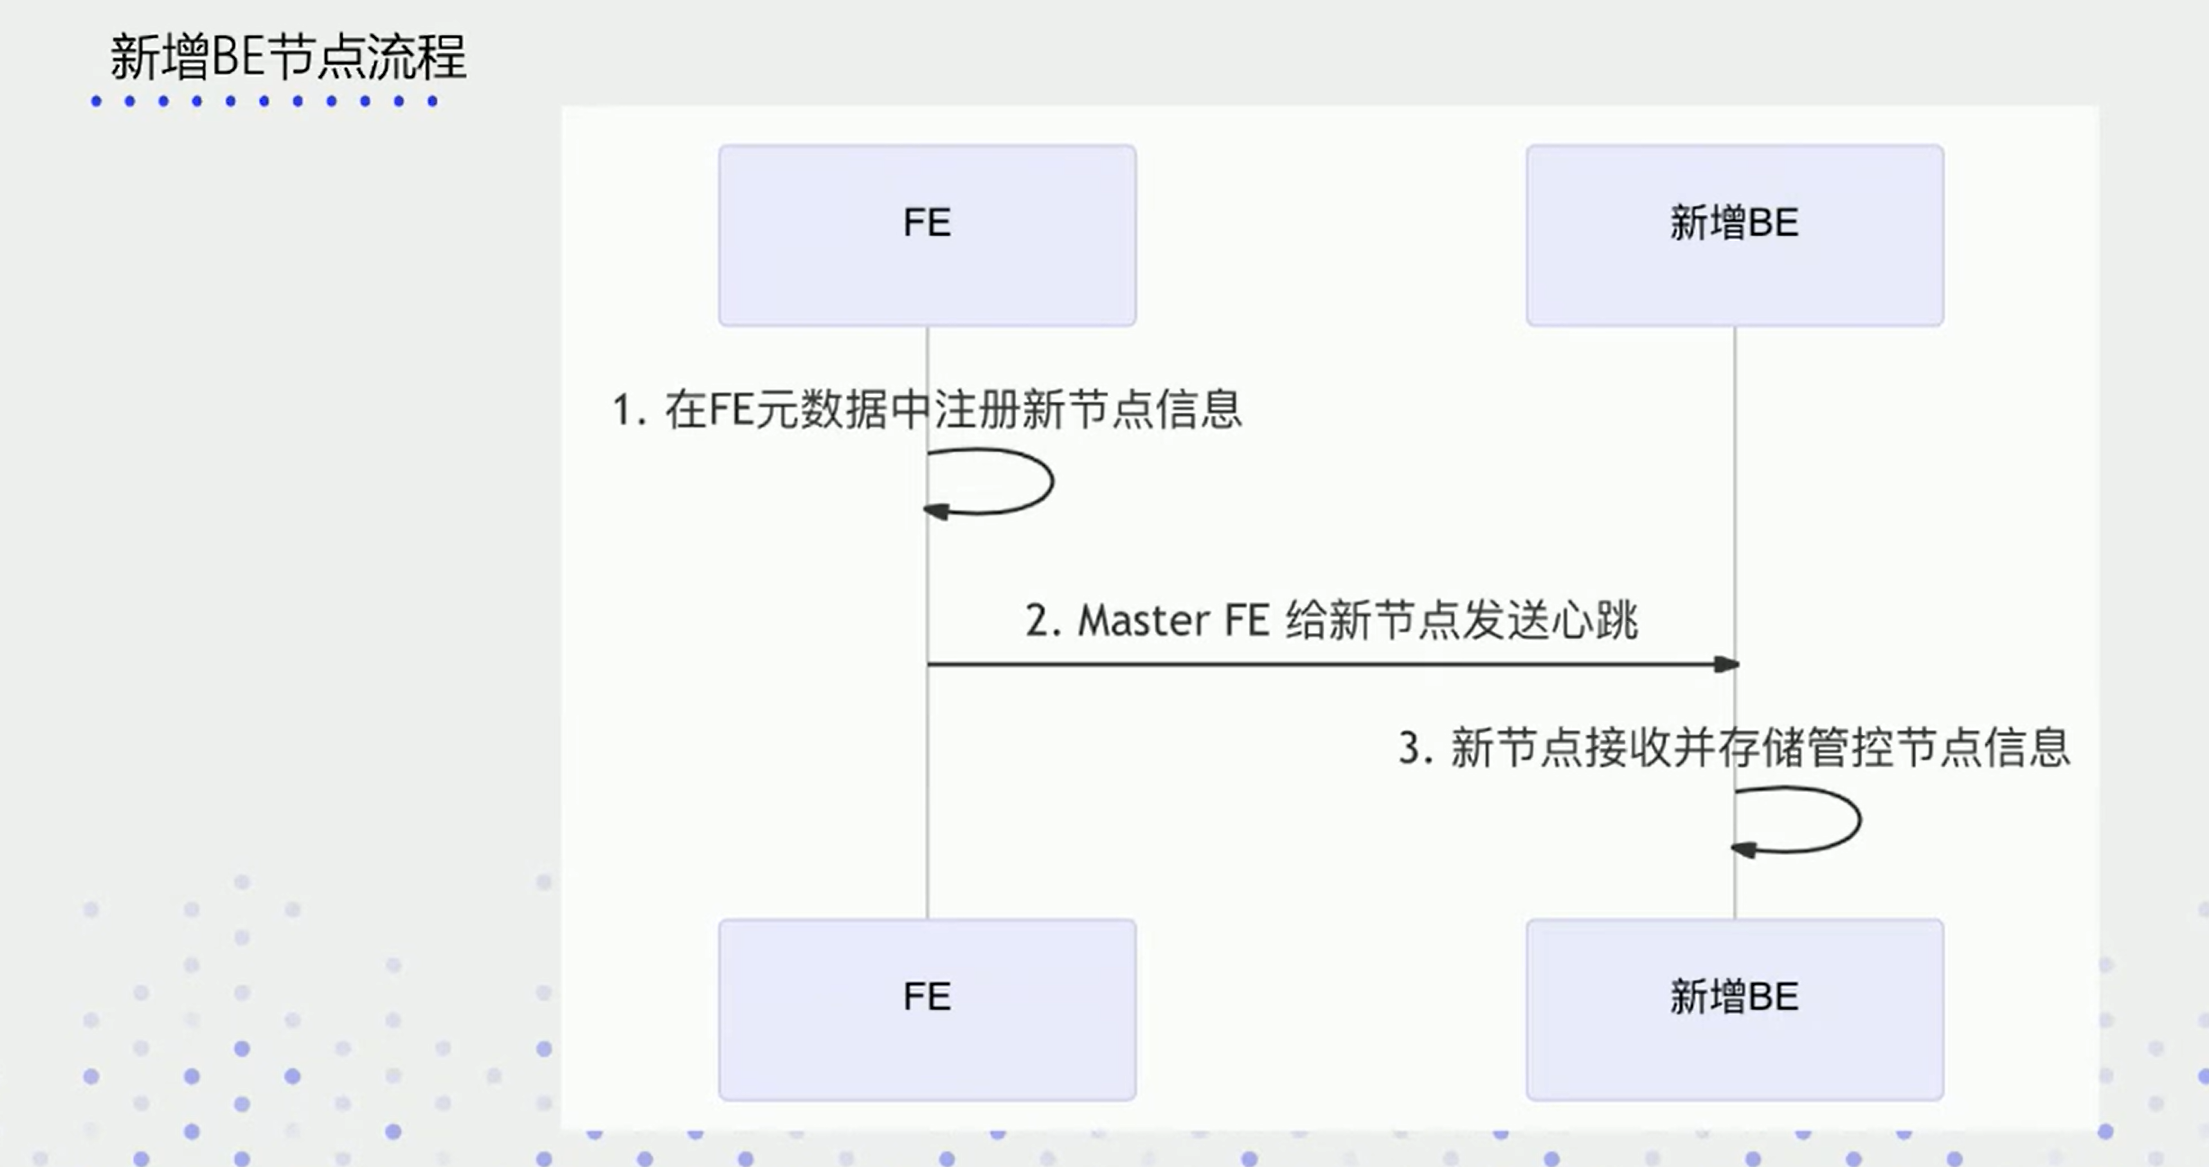 新增BE节点流程
FE
新增BE
1. 在FE元数据中注册新节点信息
2. Master FE 给新节点发送心跳
3. 新节点接收并存储管控节点信息
FE
新增BE